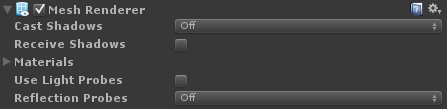 Mesh Renderer
Cast Shadows Off
Receive Shadows
Materials
Use Light Probes
Reflection Probes Off